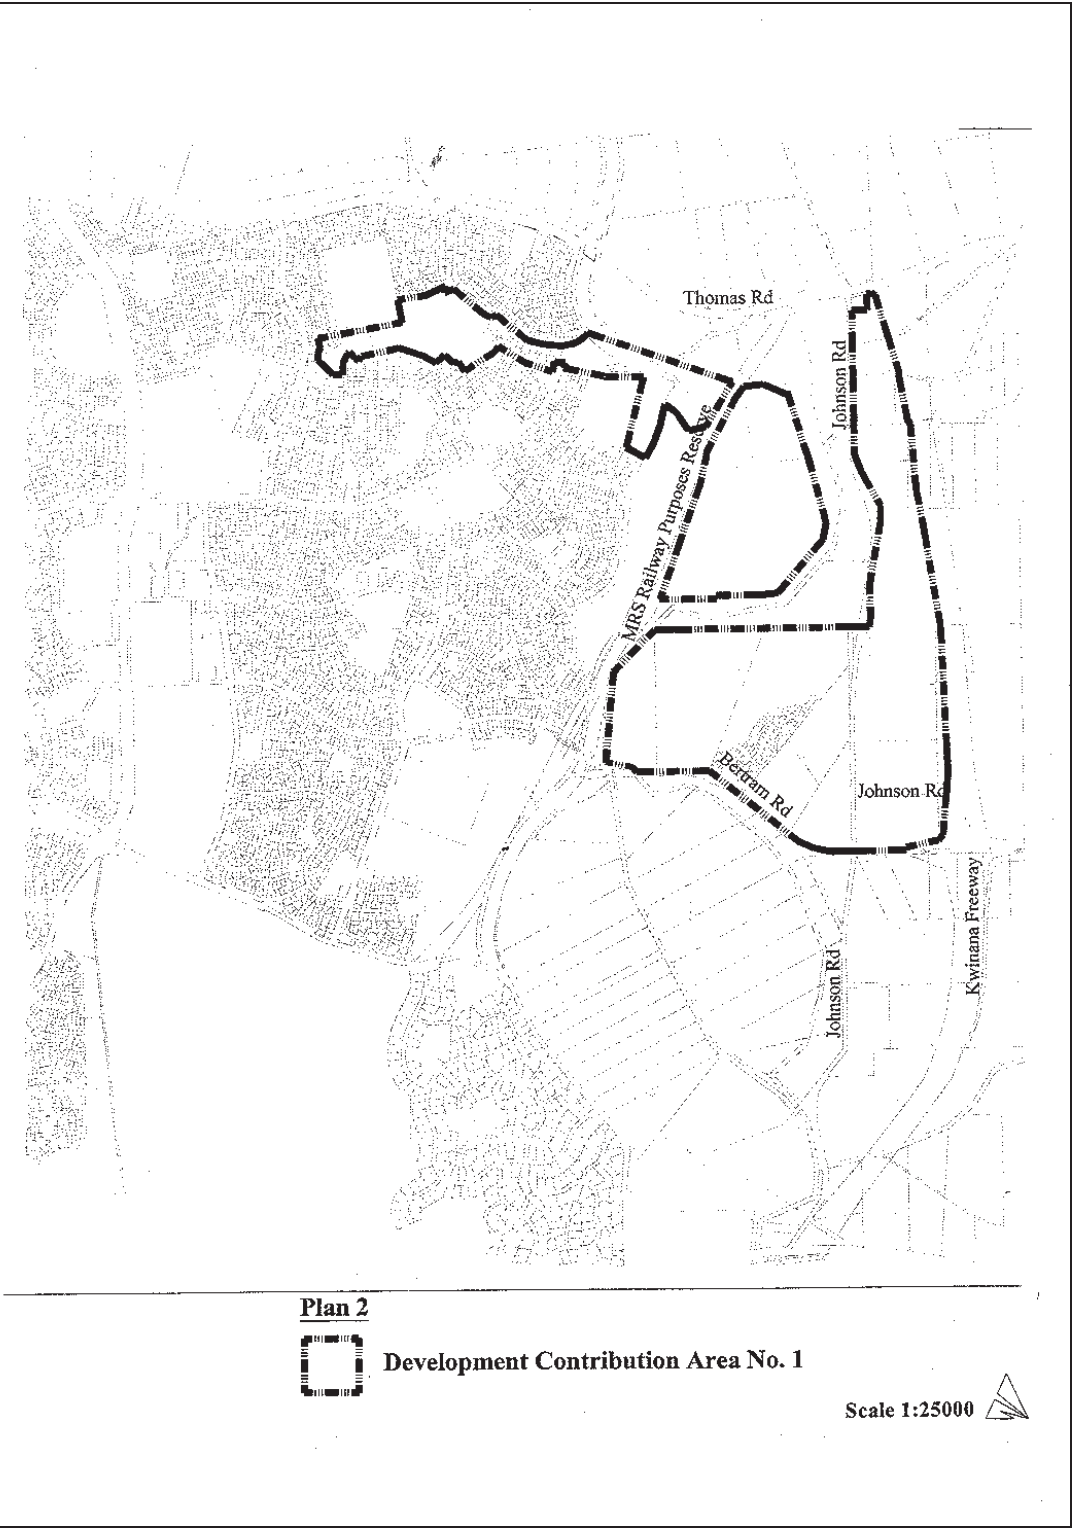 Thomas Rd
Johnson Rd
MRS Railway Purposes Reserve
Bertram Rd
Johnson Rd
Kwinana Freeway
Johnson Rd
Plan 2
Development Contribution Area No. 1
Scale 1:25000